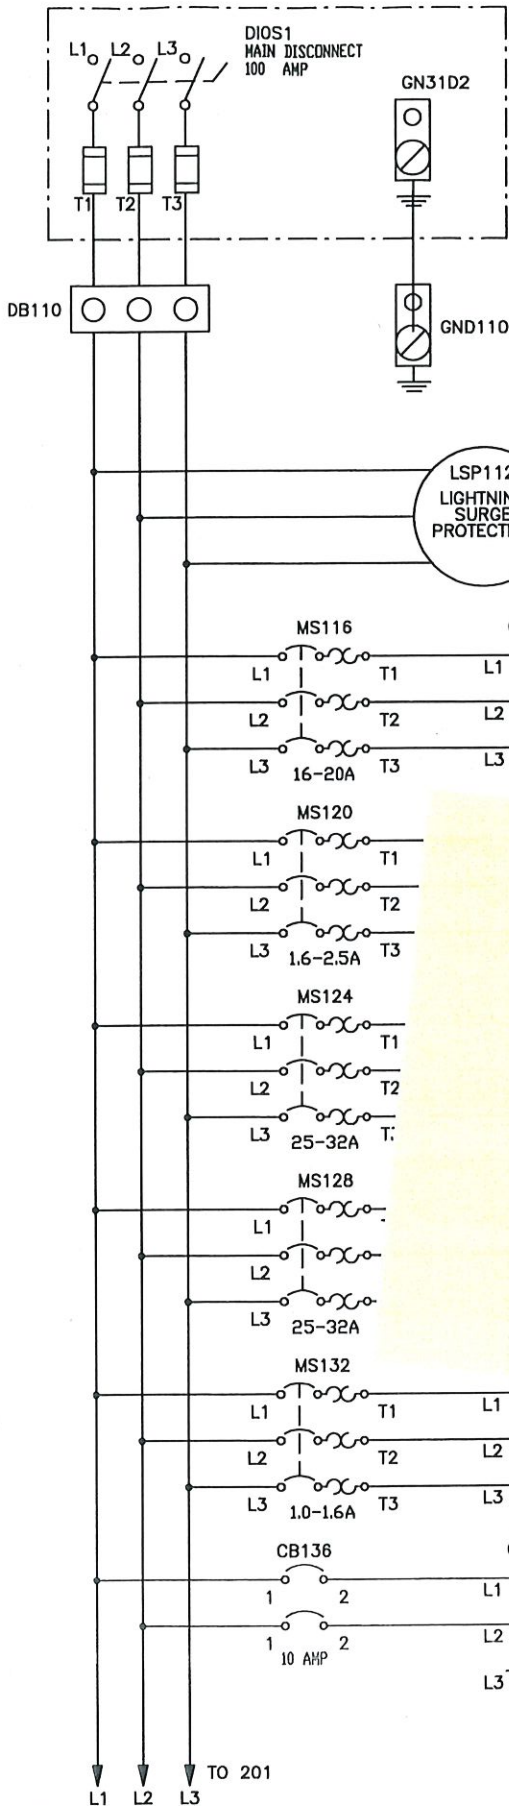 DIOS1
MAIN DISCONNECT
100 AMP
L1 L2 L3
GN31D2
T1 T2 T3
DB110
GND110
LSP112
LIGHTNIN
SURGE
PROTECT
MS116
L1 T1 L1
L2 T2 L2
L3 T3 L3
16-20A
MS120
L1 T1
L2 T2
L3 T3
1.6-2.5A
MS124
L1 T1
L2 T2
L3
25-32A
MS128
L1
L2
L3
25-32A
MS132
L1 T1 L1
L2 T2 L2
L3 T3 L3
1.0-1.6A
CB136
1 2 L1
1 2 L2
10 AMP
L3
TO 201
L1 L2 L3